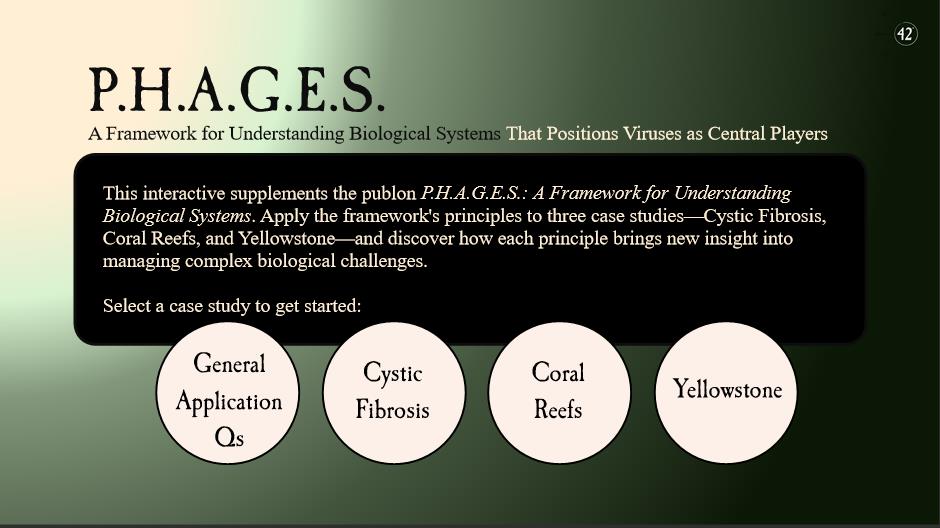 42
P.H.A.G.E.S.
A Framework for Understanding Biological Systems That Positions Viruses as Central Players
This interactive supplements the publon P.H.A.G.E.S.: A Framework for Understanding
Biological Systems. Apply the framework's principles to three case studies—Cystic Fibrosis,
Coral Reefs, and Yellowstone—and discover how each principle brings new insight into
managing complex biological challenges.
Select a case study to get started:
General
Application
Qs
Cystic
Fibrosis
Coral
Reefs
Yellowstone